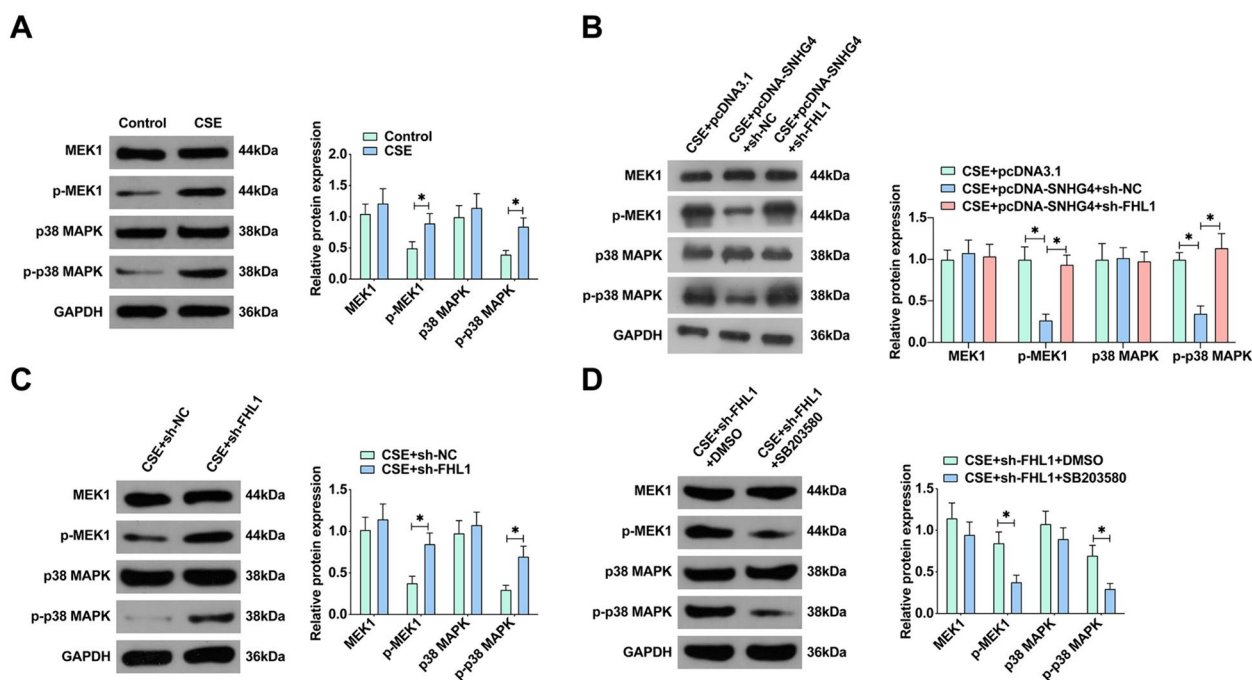 A
Control CSE
MEK1 44kDa
p-MEK1 44kDa
p38 MAPK 38kDa
p-p38 MAPK 38kDa
GAPDH 36kDa
Control
CSE
Relative protein expression
2.0
1.5
1.0
0.5
0.0
* *
MEK1 p-MEK1 p38 MAPK p-p38 MAPK
B
CSE+pcDNA3.1
CSE+pcDNA-SNHG4
+sh-NC
CSE+pcDNA-SNHG4
+sh-FHL1
MEK1 44kDa
p-MEK1 44kDa
p38 MAPK 38kDa
p-p38 MAPK 38kDa
GAPDH 36kDa
CSE+pcDNA3.1
CSE+pcDNA-SNHG4+sh-NC
CSE+pcDNA-SNHG4+sh-FHL1
Relative protein expression
1.5
1.0
0.5
0.0
* * * *
MEK1 p-MEK1 p38 MAPK p-p38 MAPK
C
CSE+sh-NC
CSE+sh-FHL1
MEK1 44kDa
p-MEK1 44kDa
p38 MAPK 38kDa
p-p38 MAPK 38kDa
GAPDH 36kDa
CSE+sh-NC
CSE+sh-FHL1
Relative protein expression
1.5
1.0
0.5
0.0
* *
MEK1 p-MEK1 p38 MAPK p-p38 MAPK
D
CSE+sh-FHL1
+DMSO
CSE+sh-FHL1
+SB203580
MEK1 44kDa
p-MEK1 44kDa
p38 MAPK 38kDa
p-p38 MAPK 38kDa
GAPDH 36kDa
CSE+sh-FHL1+DMSO
CSE+sh-FHL1+SB203580
Relative protein expression
1.5
1.0
0.5
0.0
* *
MEK1 p-MEK1 p38 MAPK p-p38 MAPK